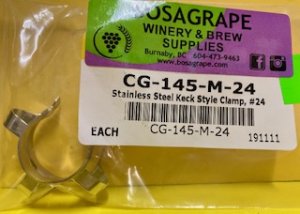 BOSAGRAPE
WINERY & BREW
SUPPLIES
Burnaby, BC 604-473-9463
www.bosagrape.com
CG-145-M-24
Stainless Steel Keck Style Clamp, #24
EACH CG-145-M-24 191111